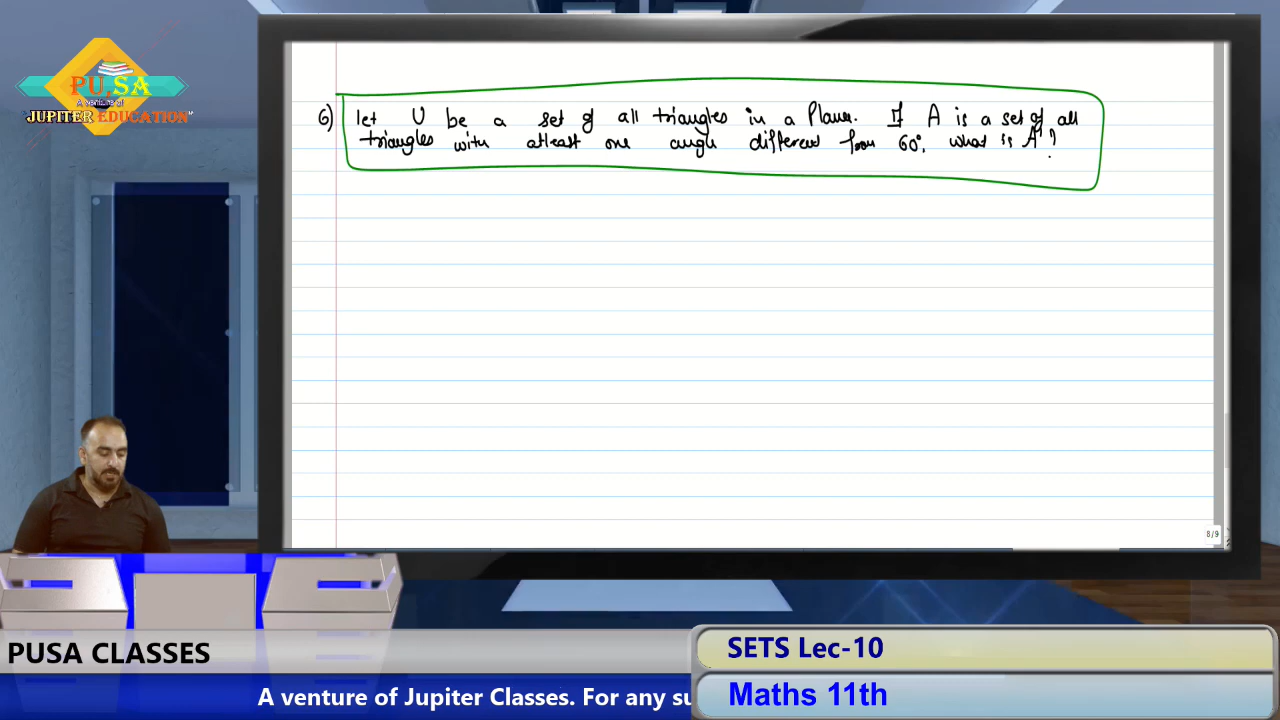 PU,SA
A venture of
JUPITER EDUCATION"
6) let U be a set of all triangles in a Plane. If A is a set of all
triangles with atleast one angle different from 60°. what is A'?
8/9
PUSA CLASSES
SETS Lec-10
A venture of Jupiter Classes. For any su
Maths 11th